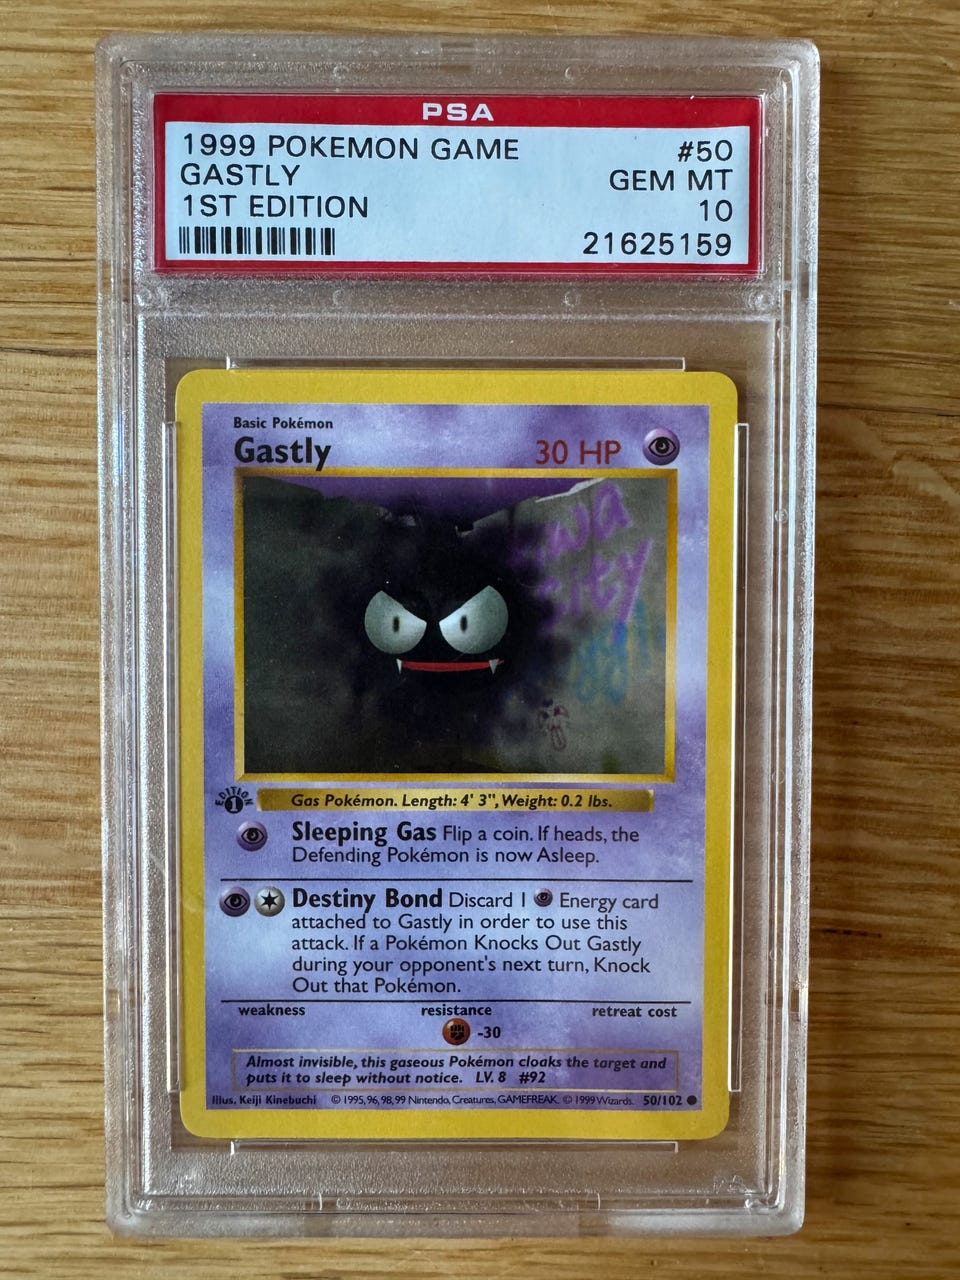 PSA
1999 POKEMON GAME #50
GASTLY GEM MT
1ST EDITION 10
21625159
Basic Pokémon
Gastly 30 HP
City
EDITION
1
Gas Pokémon. Length: 4' 3", Weight: 0.2 lbs.
Sleeping Gas Flip a coin. If heads, the
Defending Pokémon is now Asleep.
Destiny Bond Discard 1 Energy card
attached to Gastly in order to use this
attack. If a Pokémon Knocks Out Gastly
during your opponent's next turn, Knock
Out that Pokémon.
weakness resistance retreat cost
-30
Almost invisible, this gaseous Pokémon cloaks the target and
puts it to sleep without notice. LV. 8 #92
Illus. Keiji Kinebuchi © 1995, 96, 98, 99 Nintendo, Creatures, GAMEFREAK. © 1999 Wizards. 50/102